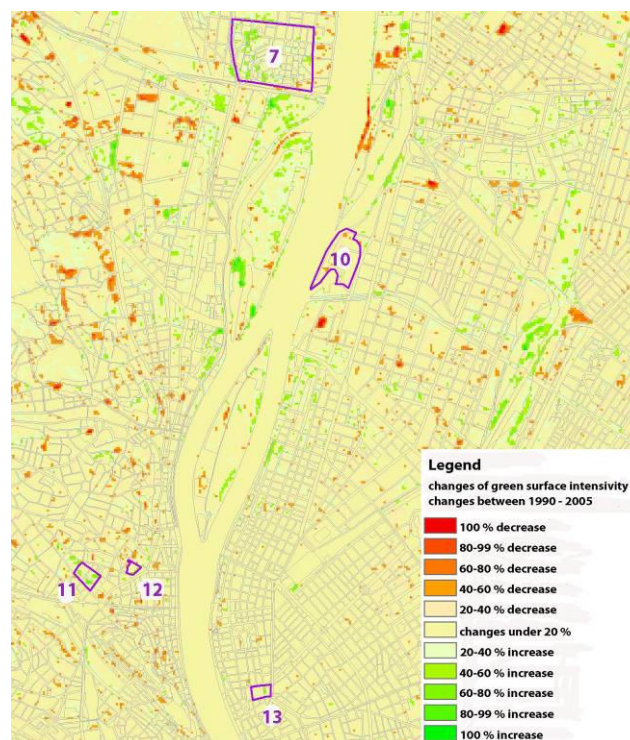 7
10
11
12
13
Legend
changes of green surface intensivity
changes between 1990 - 2005
100 % decrease
80-99 % decrease
60-80 % decrease
40-60 % decrease
20-40 % decrease
changes under 20 %
20-40 % increase
40-60 % increase
60-80 % increase
80-99 % increase
100 % increase